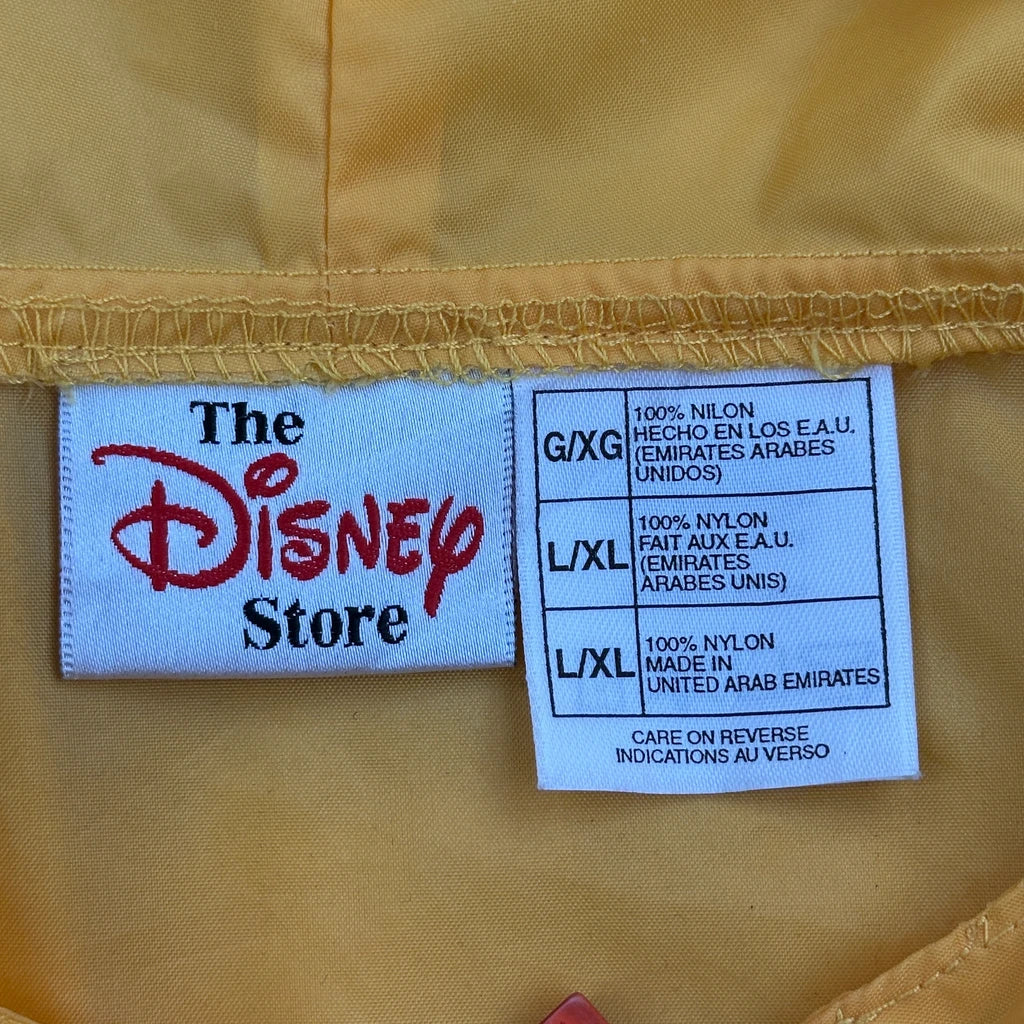 The
Disney
Store
G/XG
100% NILON
HECHO EN LOS E.A.U.
(EMIRATES ARABES
UNIDOS)
L/XL
100% NYLON
FAIT AUX E.A.U.
(EMIRATES
ARABES UNIS)
L/XL
100% NYLON
MADE IN
UNITED ARAB EMIRATES
CARE ON REVERSE
INDICATIONS AU VERSO